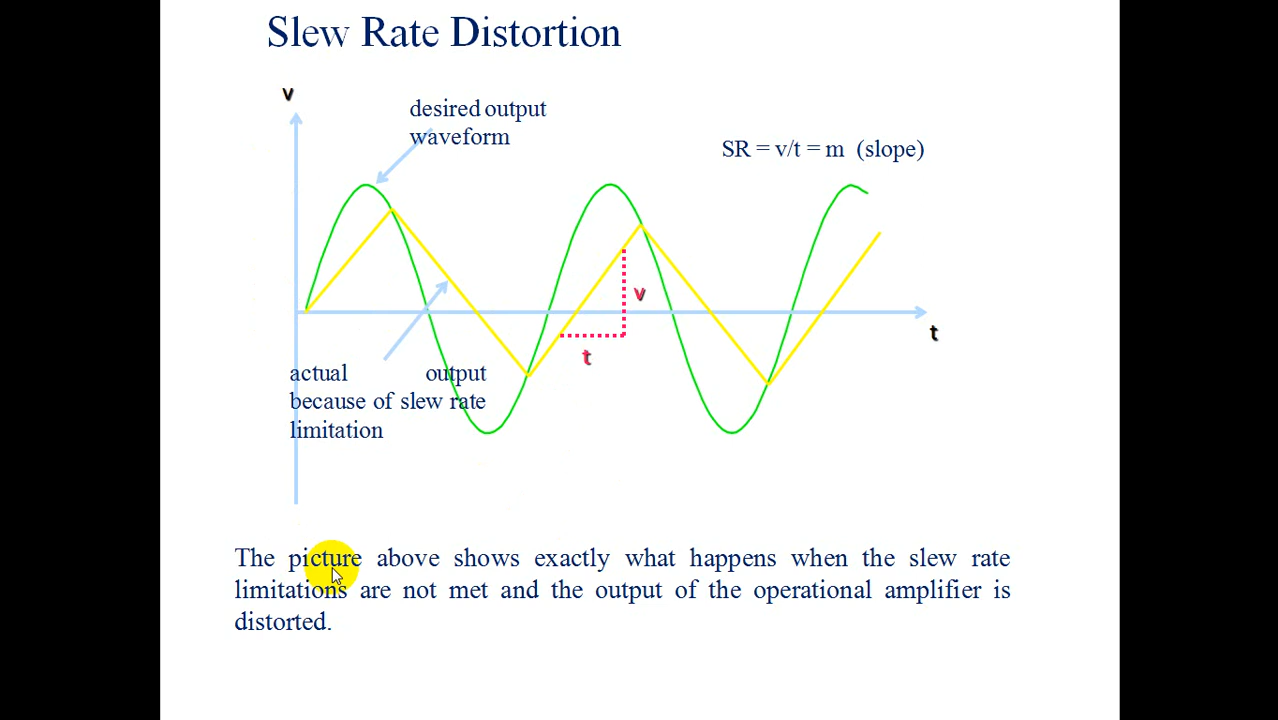 Slew Rate Distortion
v
desired output
waveform
SR = v/t = m (slope)
v
t
t
actual output
because of slew rate
limitation
The picture above shows exactly what happens when the slew rate
limitations are not met and the output of the operational amplifier is
distorted.